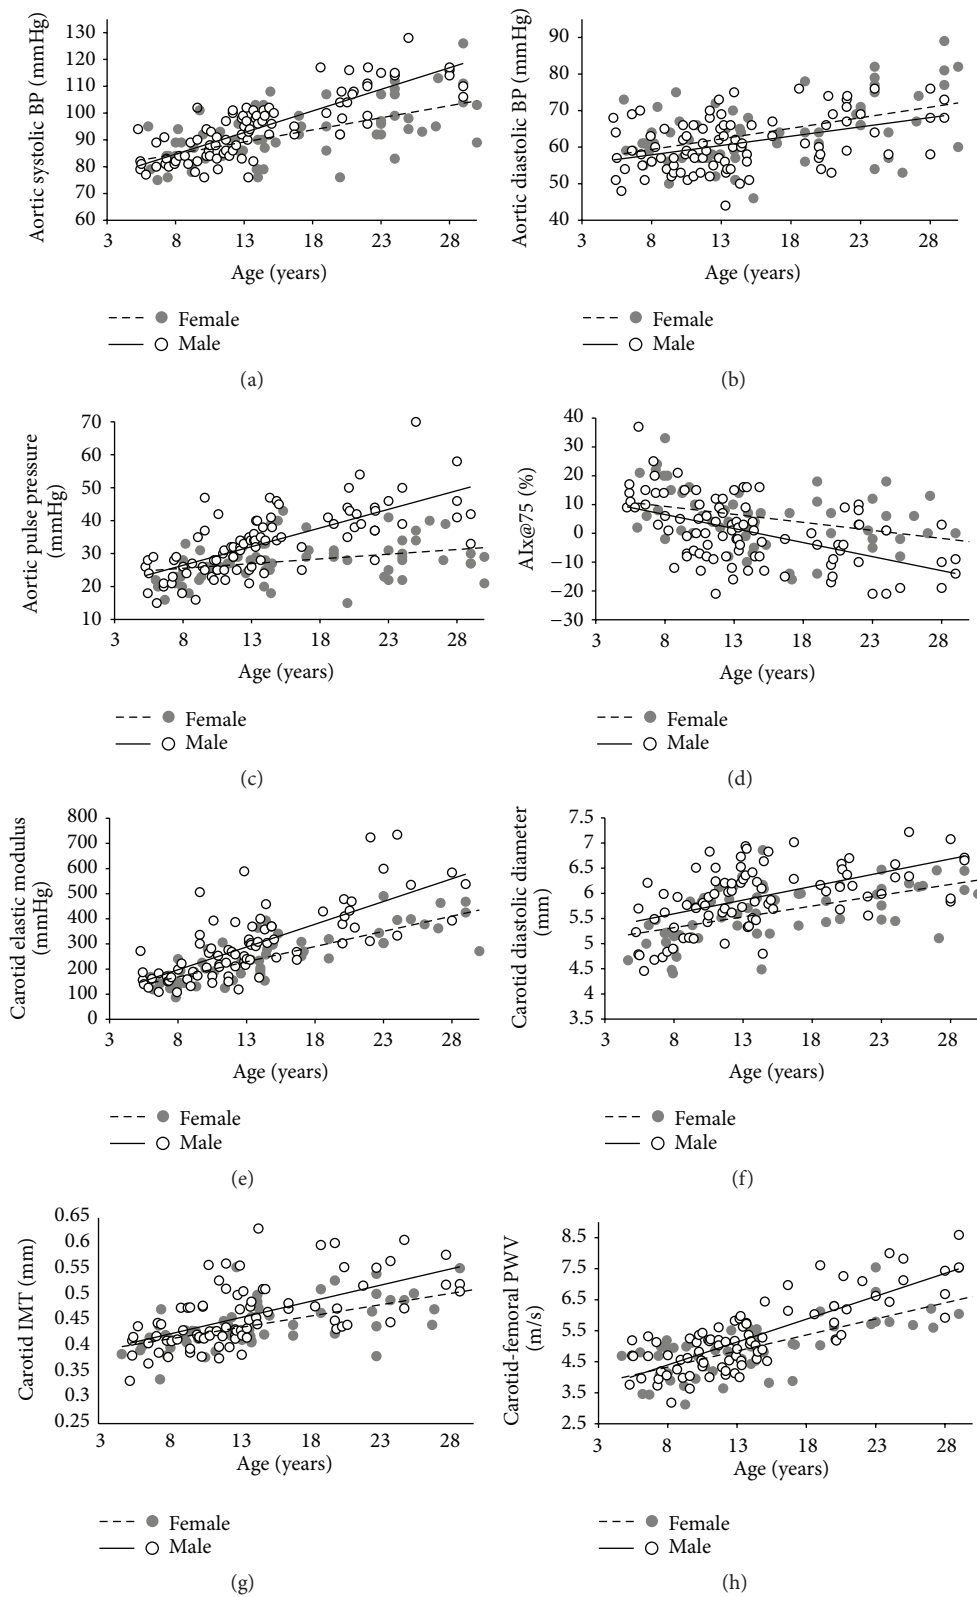 Aortic systolic BP (mmHg)
130
120
110
100
90
80
70
60
3 8 13 18 23 28
Age (years)
Female
Male
(a)
Aortic diastolic BP (mmHg)
90
80
70
60
50
40
3 8 13 18 23 28
Age (years)
Female
Male
(b)
Aortic pulse pressure
(mmHg)
70
60
50
40
30
20
10
3 8 13 18 23 28
Age (years)
Female
Male
(c)
AIx@75 (%)
40
30
20
10
0
−10
−20
−30
3 8 13 18 23 28
Age (years)
Female
Male
(d)
Carotid elastic modulus
(mmHg)
800
700
600
500
400
300
200
100
0
3 8 13 18 23 28
Age (years)
Female
Male
(e)
Carotid diastolic diameter
(mm)
7.5
7
6.5
6
5.5
5
4.5
4
3.5
3 8 13 18 23 28
Age (years)
Female
Male
(f)
Carotid IMT (mm)
0.65
0.6
0.55
0.5
0.45
0.4
0.35
0.3
0.25
3 8 13 18 23 28
Age (years)
Female
Male
(g)
Carotid-femoral PWV
(m/s)
8.5
7.5
6.5
5.5
4.5
3.5
2.5
3 8 13 18 23 28
Age (years)
Female
Male
(h)